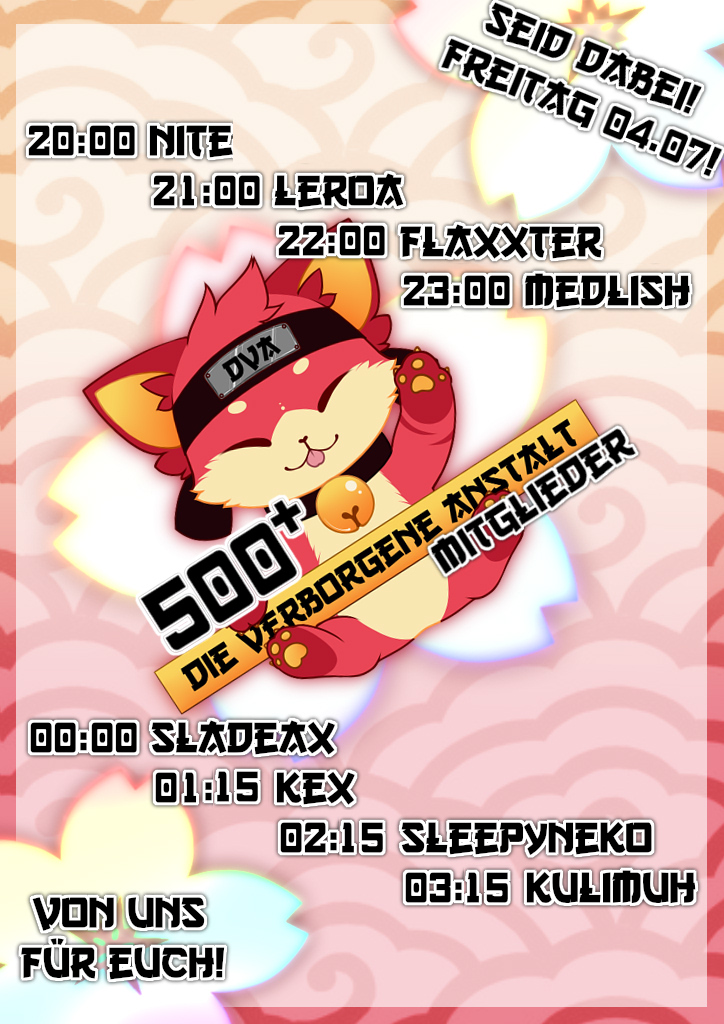 SEID DABEI!
FREITAG 04.07!
20:00 NITE
21:00 LEROA
22:00 FLAXXTER
23:00 MEDLISH
DVA
500+
DIE VERBORGENE ANSTALT
MITGLIEDER
00:00 SLADEAX
01:15 KEX
02:15 SLEEPYNEKO
03:15 KULIMUH
VON UNS
FÜR EUCH!